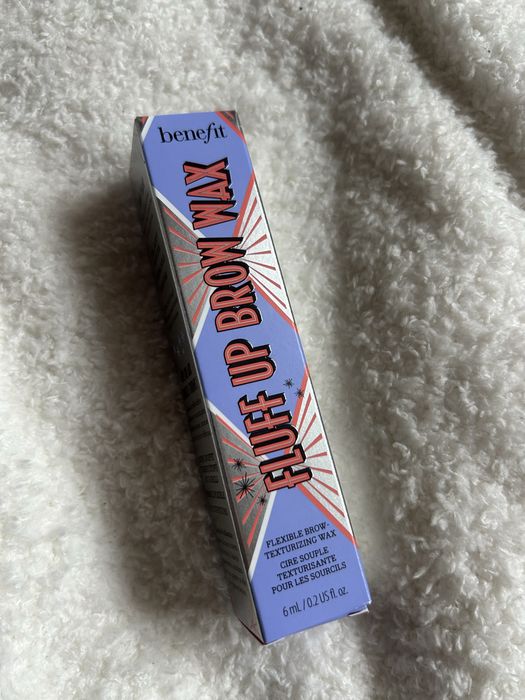 benefit
FLUFF UP BROW WAX
FLEXIBLE BROW-
TEXTURIZING WAX
CIRE SOUPLE
TEXTURISANTE
POUR LES SOURCILS
6 mL / 0.2 US fl. oz.